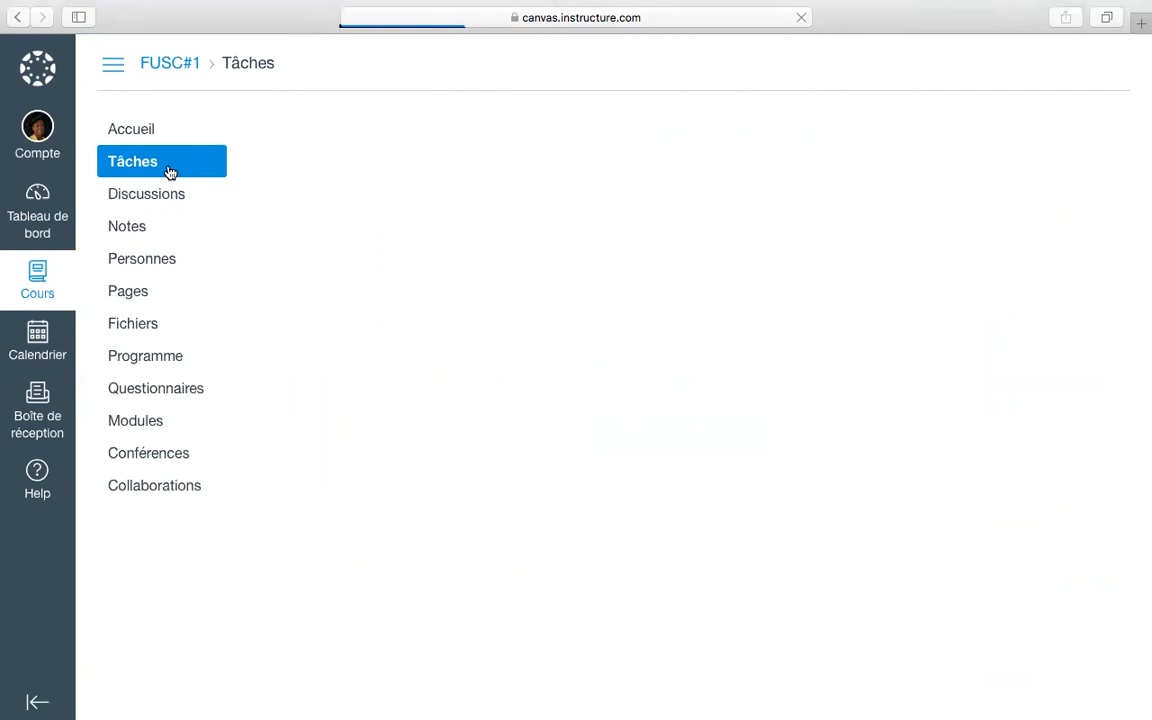 canvas.instructure.com
FUSC#1 › Tâches
Compte
Tableau de
bord
Cours
Calendrier
Boîte de
réception
Help
Accueil
Tâches
Discussions
Notes
Personnes
Pages
Fichiers
Programme
Questionnaires
Modules
Conférences
Collaborations